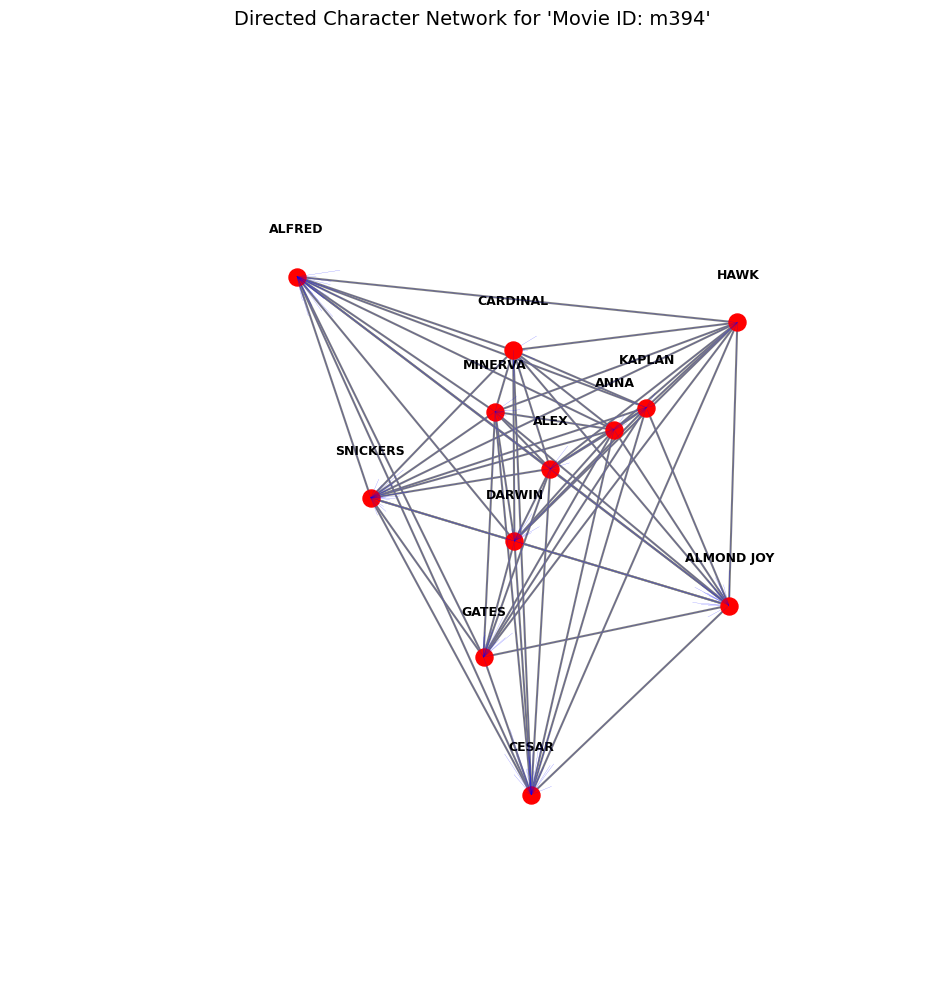 Directed Character Network for 'Movie ID: m394'
ALFRED
HAWK
CARDINAL
KAPLAN
MINERVA
ANNA
ALEX
SNICKERS
DARWIN
ALMOND JOY
GATES
CESAR